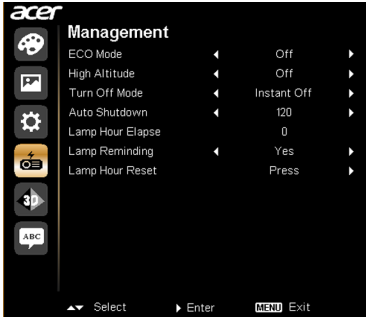 acer
Management
ECO Mode Off
High Altitude Off
Turn Off Mode Instant Off
Auto Shutdown 120
Lamp Hour Elapse 0
Lamp Reminding Yes
Lamp Hour Reset Press
3D
ABC
Select Enter MENU Exit